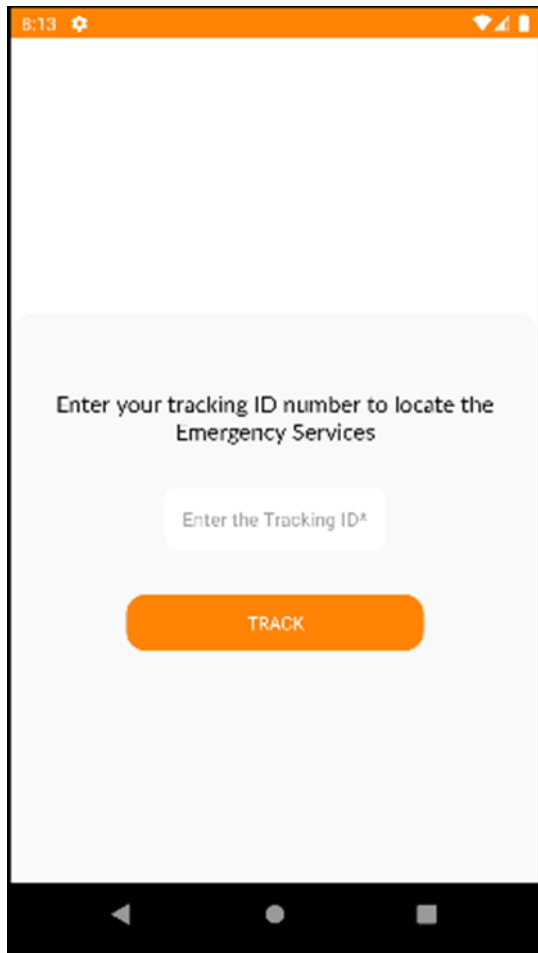 8:13
Enter your tracking ID number to locate the
Emergency Services
Enter the Tracking ID*
TRACK